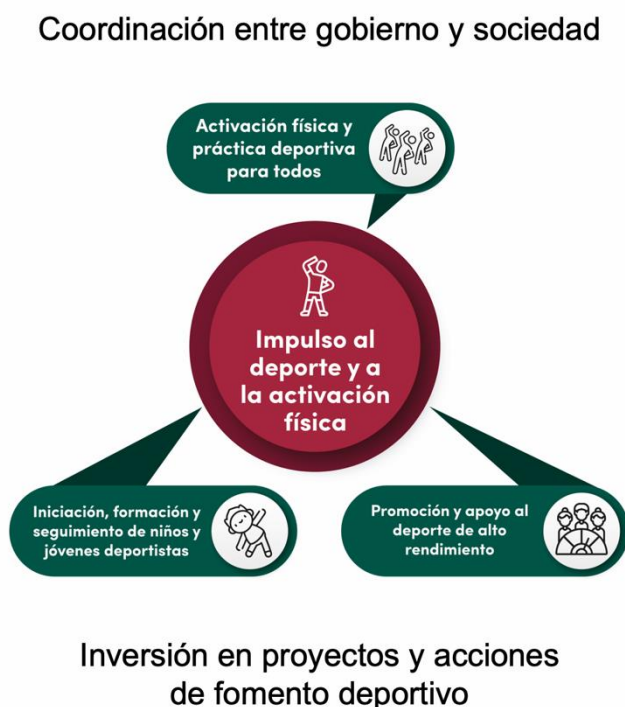 Coordinación entre gobierno y sociedad
Activación física y
práctica deportiva
para todos
Impulso al
deporte y a
la activación
física
Iniciación, formación y
seguimiento de niños y
jóvenes deportistas
Promoción y apoyo al
deporte de alto
rendimiento
Inversión en proyectos y acciones
de fomento deportivo